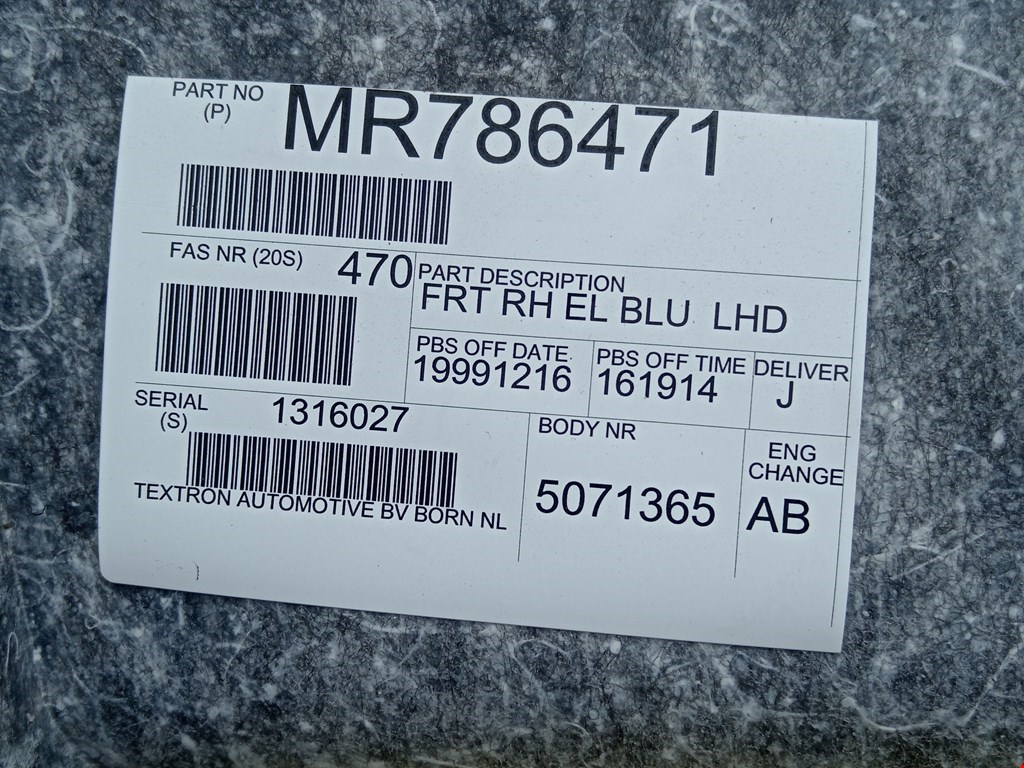 PART NO
(P)
MR786471
FAS NR (20S)
470
PART DESCRIPTION
FRT RH EL BLU LHD
PBS OFF DATE
19991216
PBS OFF TIME
161914
DELIVER
J
SERIAL
(S)
1316027
TEXTRON AUTOMOTIVE BV BORN NL
BODY NR
5071365
ENG
CHANGE
AB